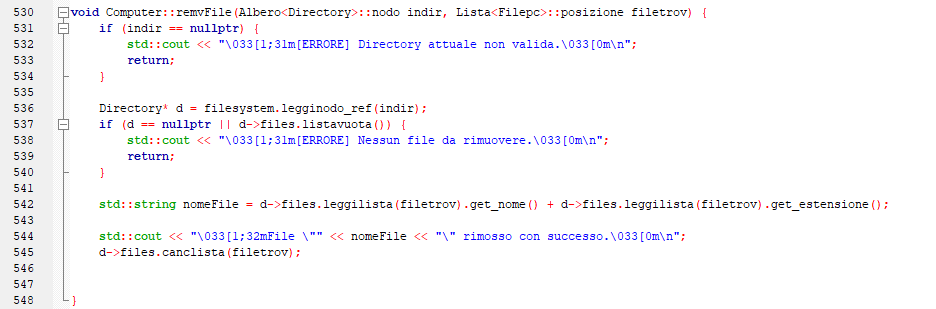 530 void Computer::remvFile(Albero<Directory>::nodo indir, Lista<Filepc>::posizione filetrov) {
531     if (indir == nullptr) {
532         std::cout << "\033[1;31m[ERRORE] Directory attuale non valida.\033[0m\n";
533         return;
534     }
535
536     Directory* d = filesystem.legginodo_ref(indir);
537     if (d == nullptr || d->files.listavuota()) {
538         std::cout << "\033[1;31m[ERRORE] Nessun file da rimuovere.\033[0m\n";
539         return;
540     }
541
542     std::string nomeFile = d->files.leggilista(filetrov).get_nome() + d->files.leggilista(filetrov).get_estensione();
543
544     std::cout << "\033[1;32mFile \"" << nomeFile << "\" rimosso con successo.\033[0m\n";
545     d->files.canclista(filetrov);
546
547
548 }